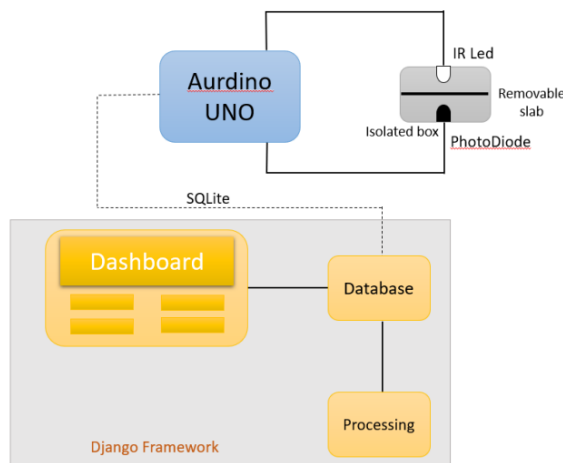 Aurdino
UNO
IR Led
Removable
slab
Isolated box
PhotoDiode
SQLite
Dashboard
Database
Processing
Django Framework